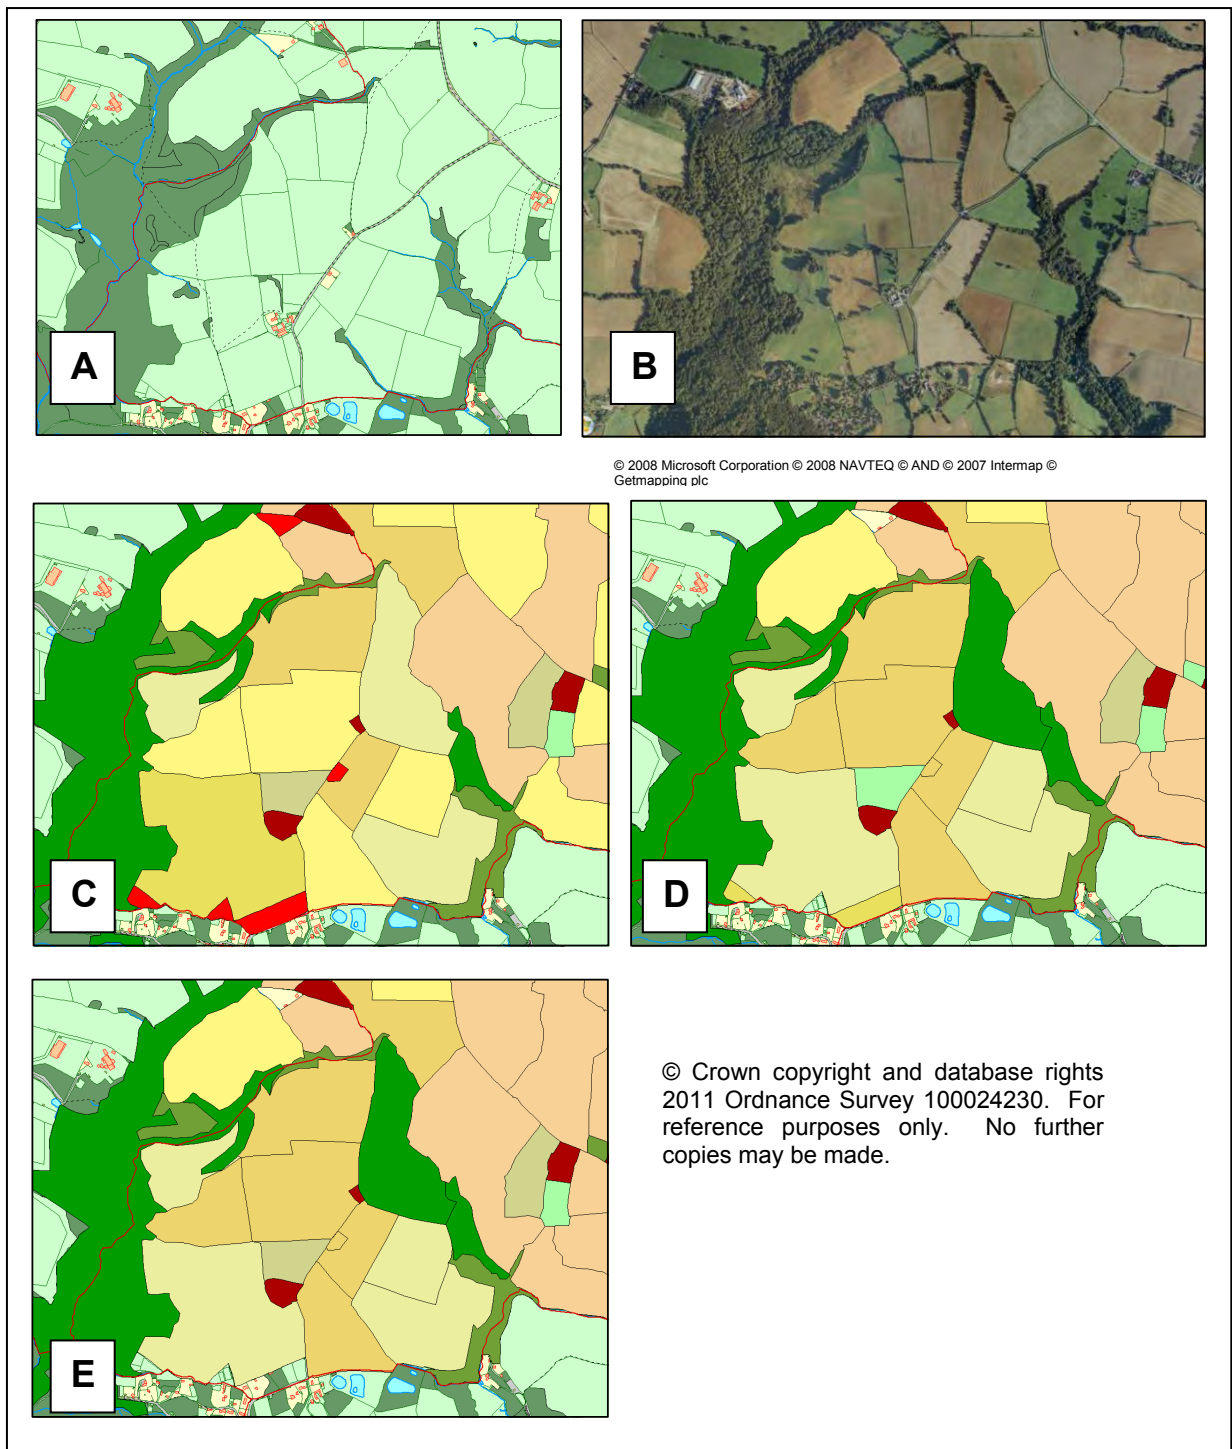 A
B
© 2008 Microsoft Corporation © 2008 NAVTEQ © AND © 2007 Intermap ©
Getmapping plc
C
D
E
© Crown copyright and database rights
2011 Ordnance Survey 100024230. For
reference purposes only. No further
copies may be made.